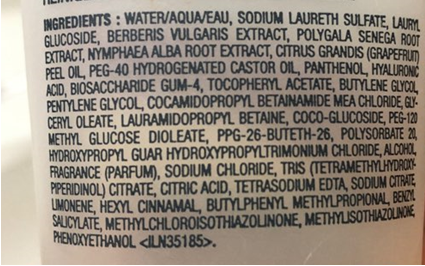 INGREDIENTS : WATER/AQUA/EAU, SODIUM LAURETH SULFATE, LAURYL
GLUCOSIDE, BERBERIS VULGARIS EXTRACT, POLYGALA SENEGA ROOT
EXTRACT, NYMPHAEA ALBA ROOT EXTRACT, CITRUS GRANDIS (GRAPEFRUIT)
PEEL OIL, PEG-40 HYDROGENATED CASTOR OIL, PANTHENOL, HYALURONIC
ACID, BIOSACCHARIDE GUM-4, TOCOPHERYL ACETATE, BUTYLENE GLYCOL,
PENTYLENE GLYCOL, COCAMIDOPROPYL BETAINAMIDE MEA CHLORIDE, GLY-
CERYL OLEATE, LAURAMIDOPROPYL BETAINE, COCO-GLUCOSIDE, PEG-120
METHYL GLUCOSE DIOLEATE, PPG-26-BUTETH-26, POLYSORBATE 20,
HYDROXYPROPYL GUAR HYDROXYPROPYLTRIMONIUM CHLORIDE, ALCOHOL,
FRAGRANCE (PARFUM), SODIUM CHLORIDE, TRIS (TETRAMETHYLHYDROXY-
PIPERIDINOL) CITRATE, CITRIC ACID, TETRASODIUM EDTA, SODIUM CITRATE,
LIMONENE, HEXYL CINNAMAL, BUTYLPHENYL METHYLPROPIONAL, BENZYL
SALICYLATE, METHYLCHLOROISOTHIAZOLINONE, METHYLISOTHIAZOLINONE,
PHENOXYETHANOL <ILN35185>.